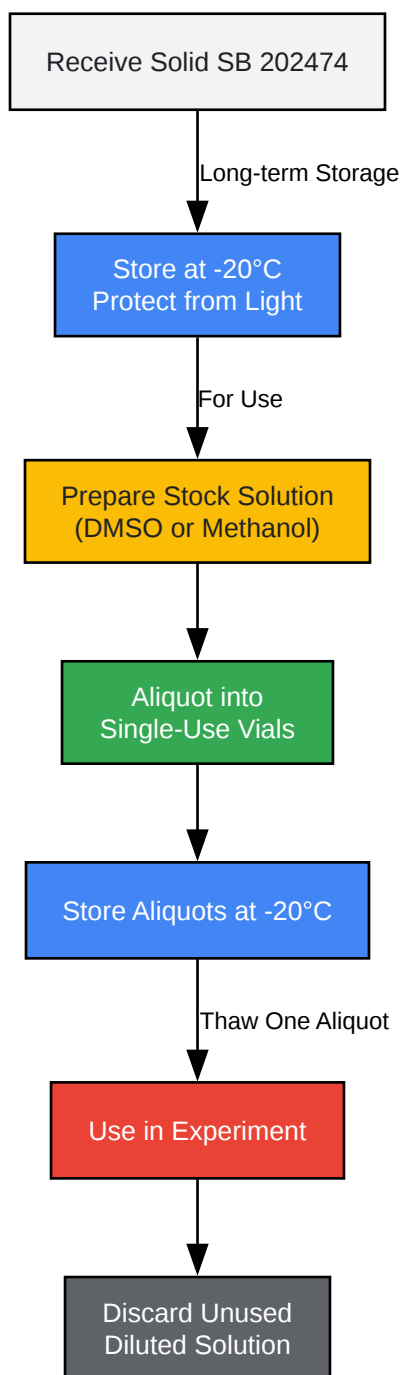 Receive Solid SB 202474
Long-term Storage
Store at -20°C
Protect from Light
For Use
Prepare Stock Solution
(DMSO or Methanol)
Aliquot into
Single-Use Vials
Store Aliquots at -20°C
Thaw One Aliquot
Use in Experiment
Discard Unused
Diluted Solution